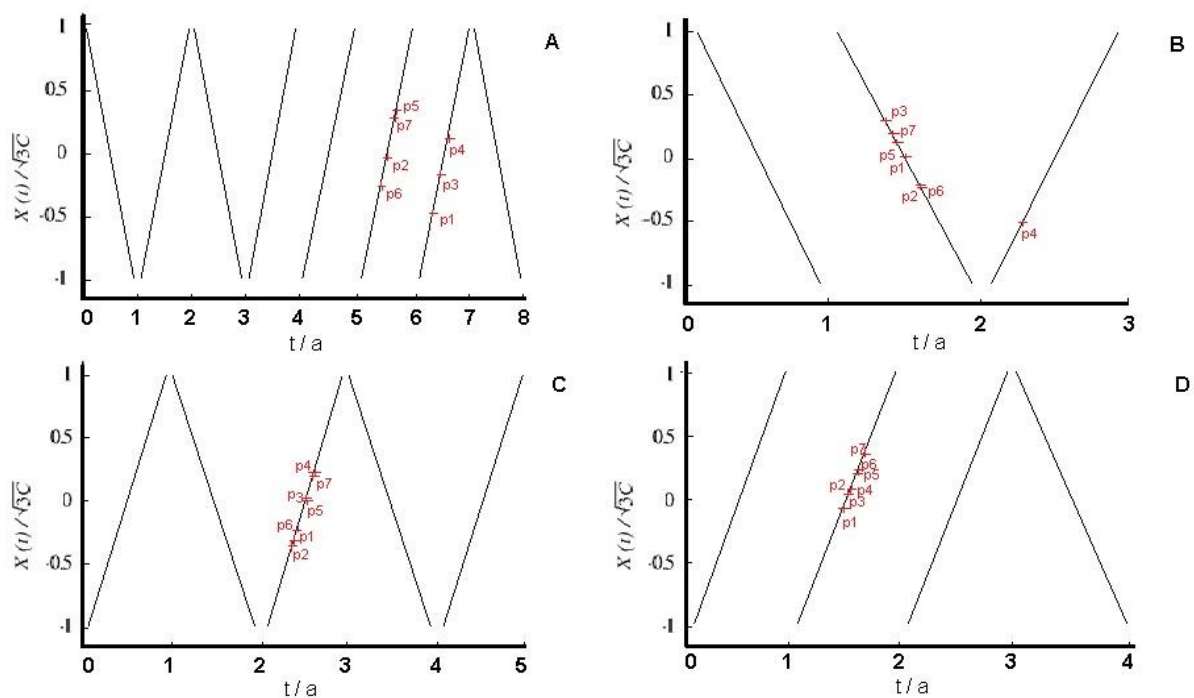 A
1
0.5
0
-0.5
-1
X(t)/√3C
p5
p7
p2
p6
p4
p3
p1
0 1 2 3 4 5 6 7 8
t / a
B
1
0.5
0
-0.5
-1
X(t)/√3C
p3
p7
p5
p1
p2
p6
p4
0 1 2 3
t / a
C
1
0.5
0
-0.5
-1
X(t)/√3C
p4
p7
p3
p5
p6
p1
p2
0 1 2 3 4 5
t / a
D
1
0.5
0
-0.5
-1
X(t)/√3C
p7
p6
p5
p2
p4
p3
p1
0 1 2 3 4
t / a